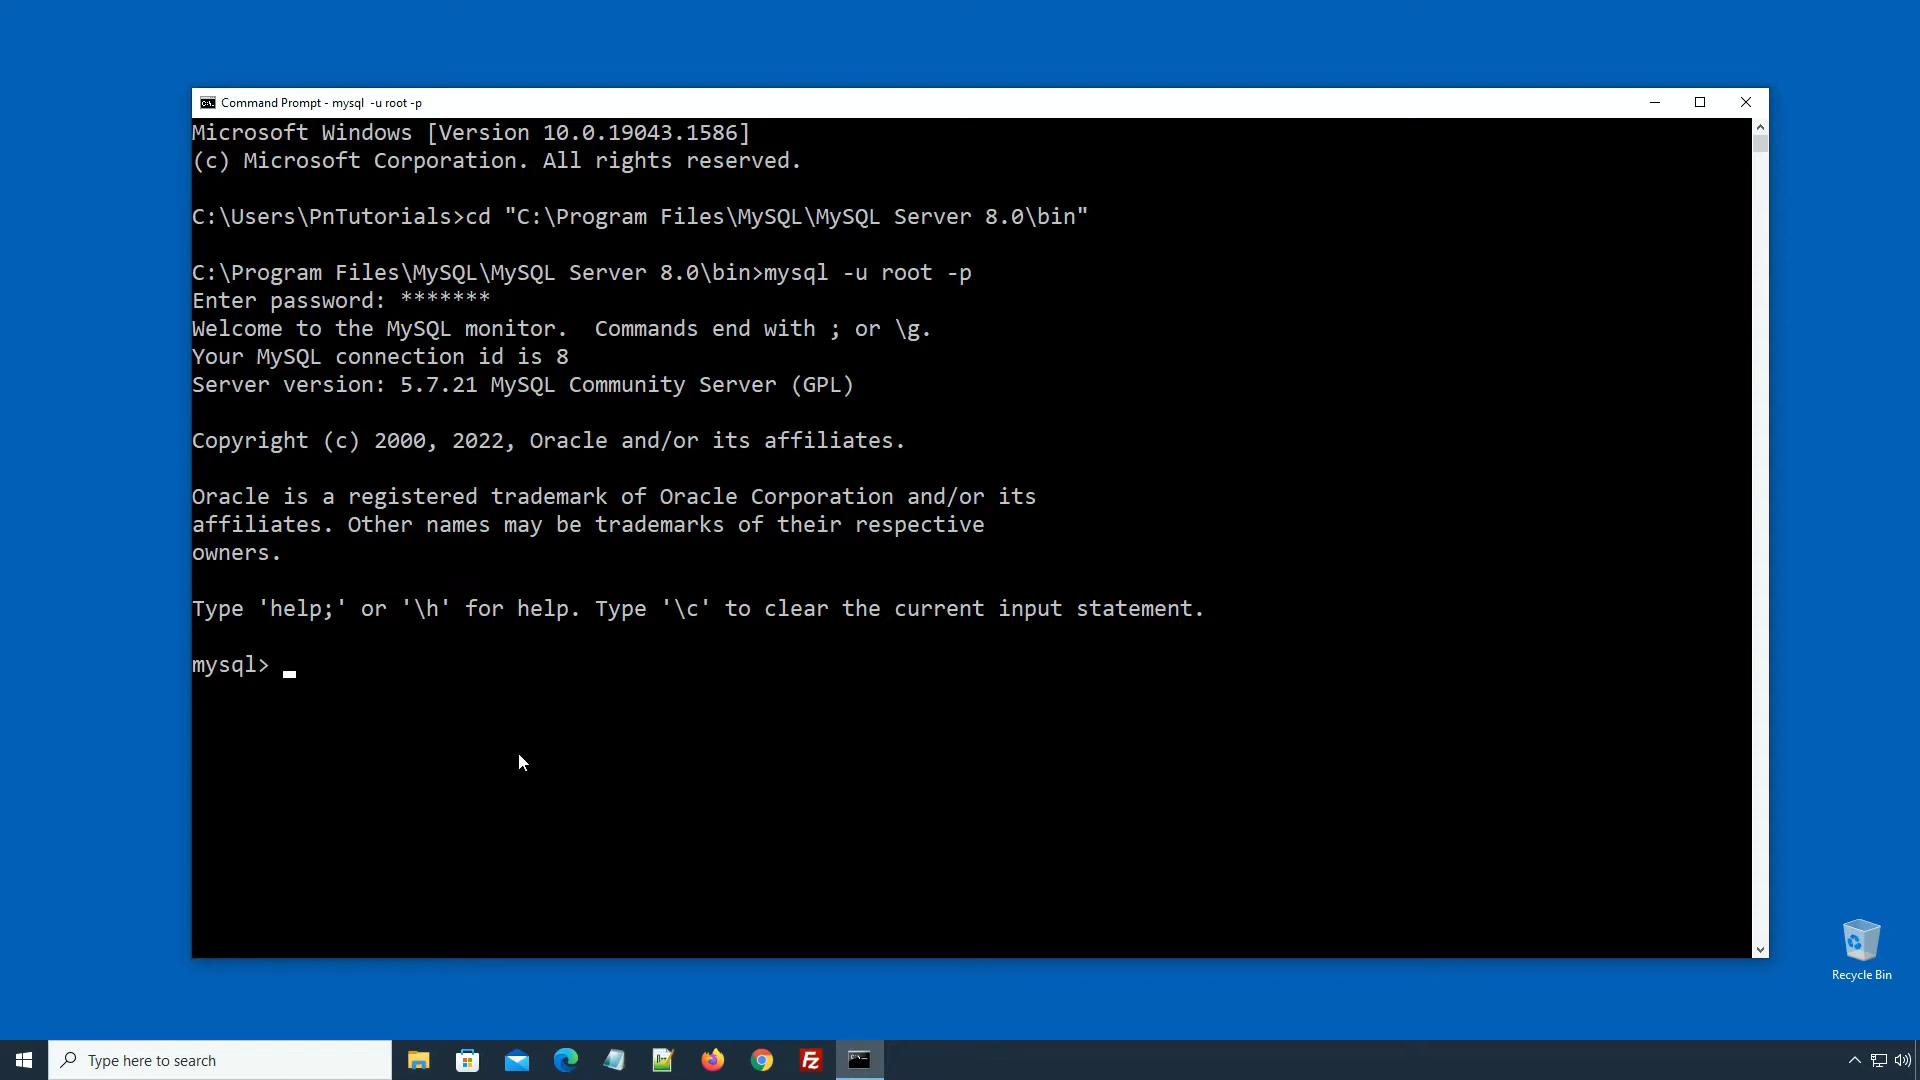 Command Prompt - mysql  -u root -p
Microsoft Windows [Version 10.0.19043.1586]
(c) Microsoft Corporation. All rights reserved.
C:\Users\PnTutorials>cd "C:\Program Files\MySQL\MySQL Server 8.0\bin"
C:\Program Files\MySQL\MySQL Server 8.0\bin>mysql -u root -p
Enter password: *******
Welcome to the MySQL monitor.  Commands end with ; or \g.
Your MySQL connection id is 8
Server version: 5.7.21 MySQL Community Server (GPL)
Copyright (c) 2000, 2022, Oracle and/or its affiliates.
Oracle is a registered trademark of Oracle Corporation and/or its
affiliates. Other names may be trademarks of their respective
owners.
Type 'help;' or '\h' for help. Type '\c' to clear the current input statement.
mysql>
Recycle Bin
Type here to search